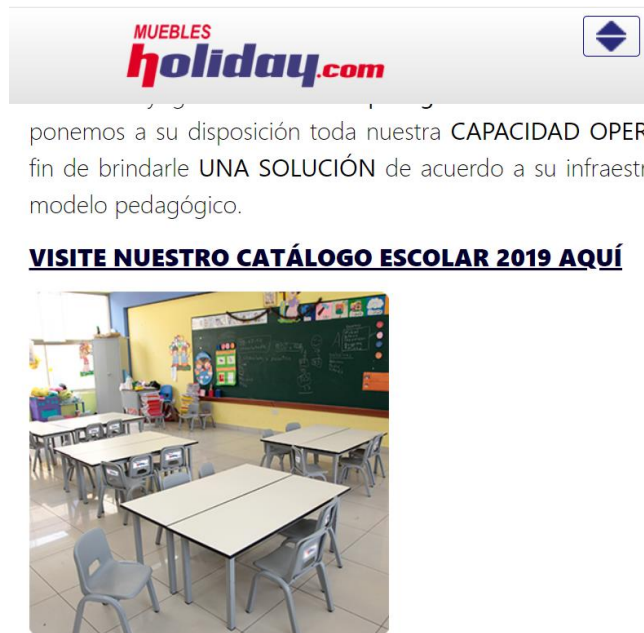 MUEBLES
holiday.com
ponemos a su disposición toda nuestra CAPACIDAD OPER
fin de brindarle UNA SOLUCIÓN de acuerdo a su infraest
modelo pedagógico.
VISITE NUESTRO CATÁLOGO ESCOLAR 2019 AQUÍ